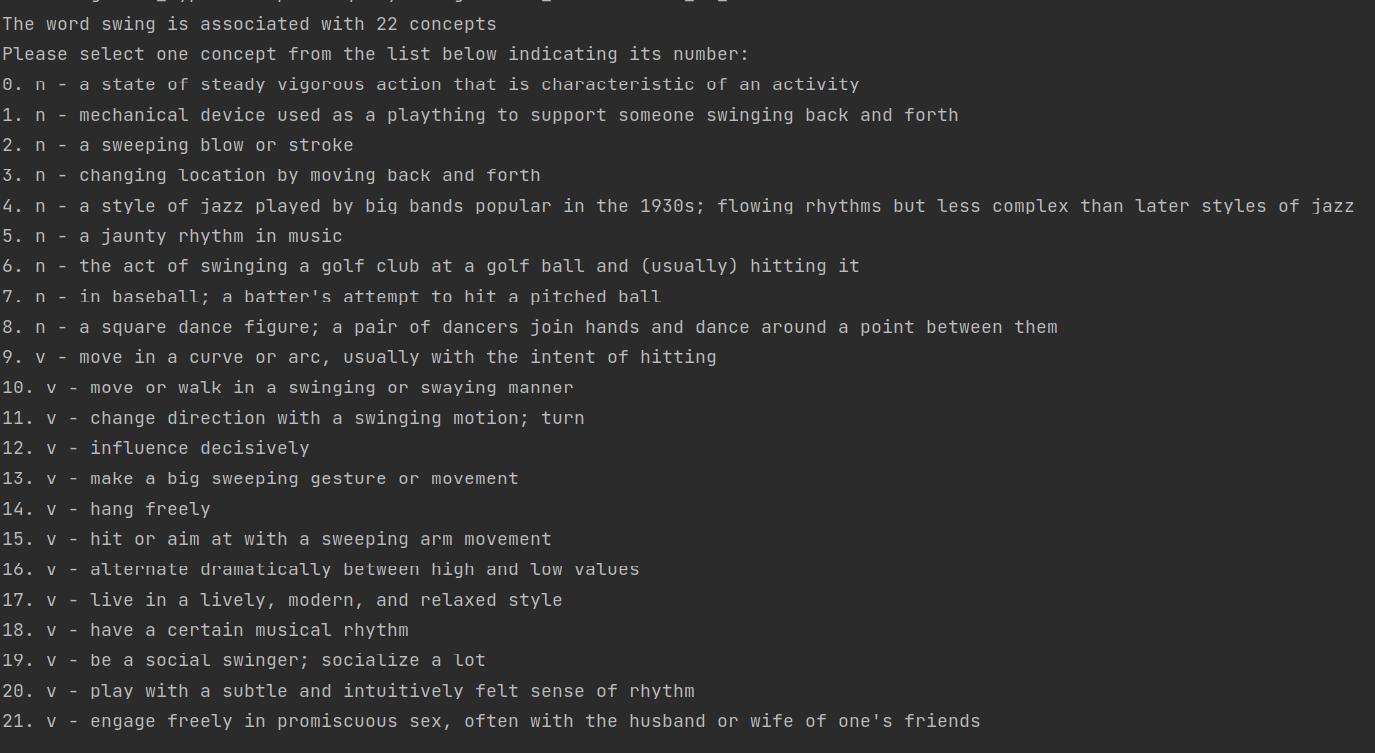 The word swing is associated with 22 concepts
Please select one concept from the list below indicating its number:
0. n - a state of steady vigorous action that is characteristic of an activity
1. n - mechanical device used as a plaything to support someone swinging back and forth
2. n - a sweeping blow or stroke
3. n - changing location by moving back and forth
4. n - a style of jazz played by big bands popular in the 1930s; flowing rhythms but less complex than later styles of jazz
5. n - a jaunty rhythm in music
6. n - the act of swinging a golf club at a golf ball and (usually) hitting it
7. n - in baseball; a batter's attempt to hit a pitched ball
8. n - a square dance figure; a pair of dancers join hands and dance around a point between them
9. v - move in a curve or arc, usually with the intent of hitting
10. v - move or walk in a swinging or swaying manner
11. v - change direction with a swinging motion; turn
12. v - influence decisively
13. v - make a big sweeping gesture or movement
14. v - hang freely
15. v - hit or aim at with a sweeping arm movement
16. v - alternate dramatically between high and low values
17. v - live in a lively, modern, and relaxed style
18. v - have a certain musical rhythm
19. v - be a social swinger; socialize a lot
20. v - play with a subtle and intuitively felt sense of rhythm
21. v - engage freely in promiscuous sex, often with the husband or wife of one's friends